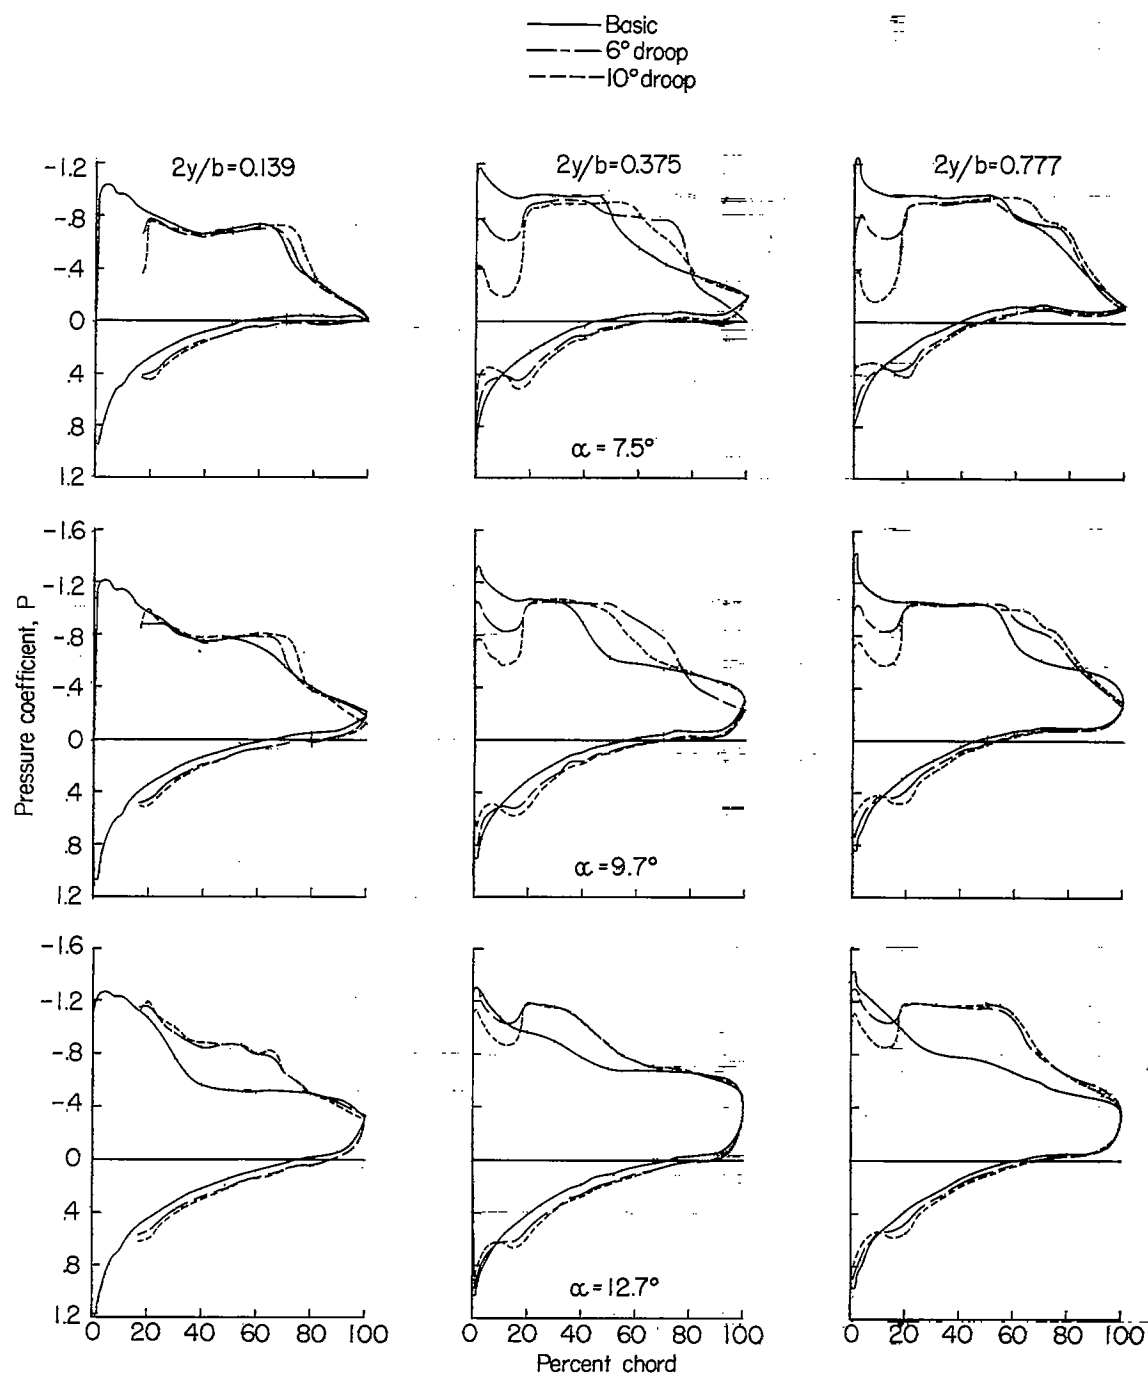 Basic
6° droop
10° droop
2y/b=0.139
2y/b=0.375
2y/b=0.777
-1.2
-.8
-.4
0
.4
.8
1.2
α = 7.5°
-1.6
-1.2
-.8
-.4
0
.4
.8
1.2
α = 9.7°
Pressure coefficient, P
-1.6
-1.2
-.8
-.4
0
.4
.8
1.2
α = 12.7°
0 20 40 60 80 100
0 20 40 60 80 100
0 20 40 60 80 100
Percent chord